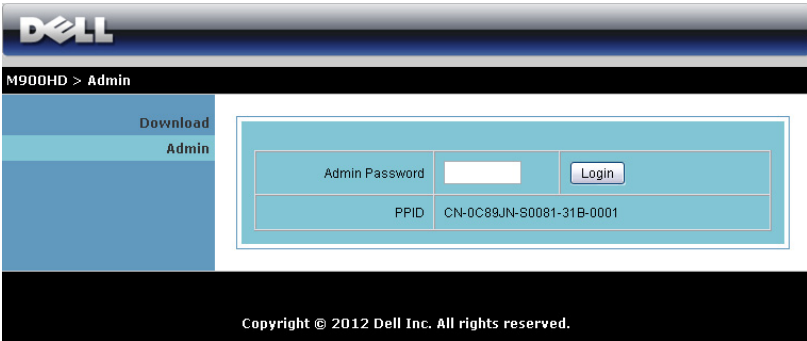 DELL
M900HD > Admin
Download
Admin
Admin Password
Login
PPID
CN-0C89JN-S0081-31B-0001
Copyright © 2012 Dell Inc. All rights reserved.